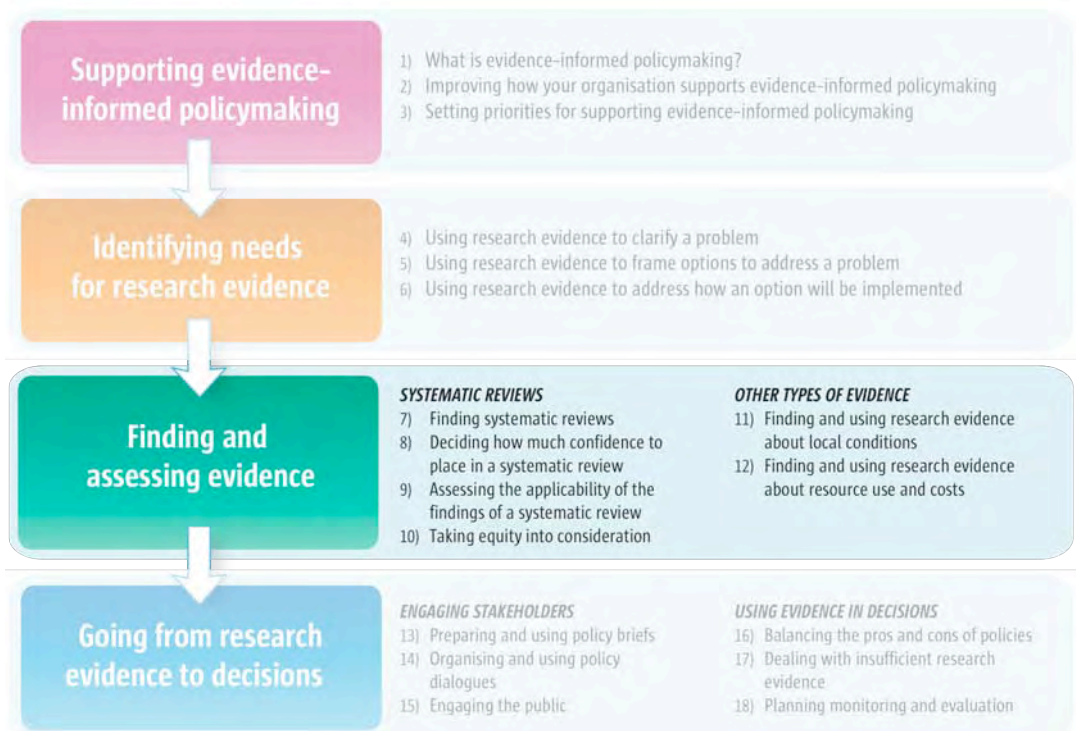 Supporting evidence–
informed policymaking
1) What is evidence–informed policymaking?
2) Improving how your organisation supports evidence–informed policymaking
3) Setting priorities for supporting evidence–informed policymaking
Identifying needs
for research evidence
4) Using research evidence to clarify a problem
5) Using research evidence to frame options to address a problem
6) Using research evidence to address how an option will be implemented
Finding and
assessing evidence
SYSTEMATIC REVIEWS
7) Finding systematic reviews
8) Deciding how much confidence to
place in a systematic review
9) Assessing the applicability of the
findings of a systematic review
10) Taking equity into consideration
OTHER TYPES OF EVIDENCE
11) Finding and using research evidence
about local conditions
12) Finding and using research evidence
about resource use and costs
Going from research
evidence to decisions
ENGAGING STAKEHOLDERS
13) Preparing and using policy briefs
14) Organising and using policy
dialogues
15) Engaging the public
USING EVIDENCE IN DECISIONS
16) Balancing the pros and cons of policies
17) Dealing with insufficient research
evidence
18) Planning monitoring and evaluation